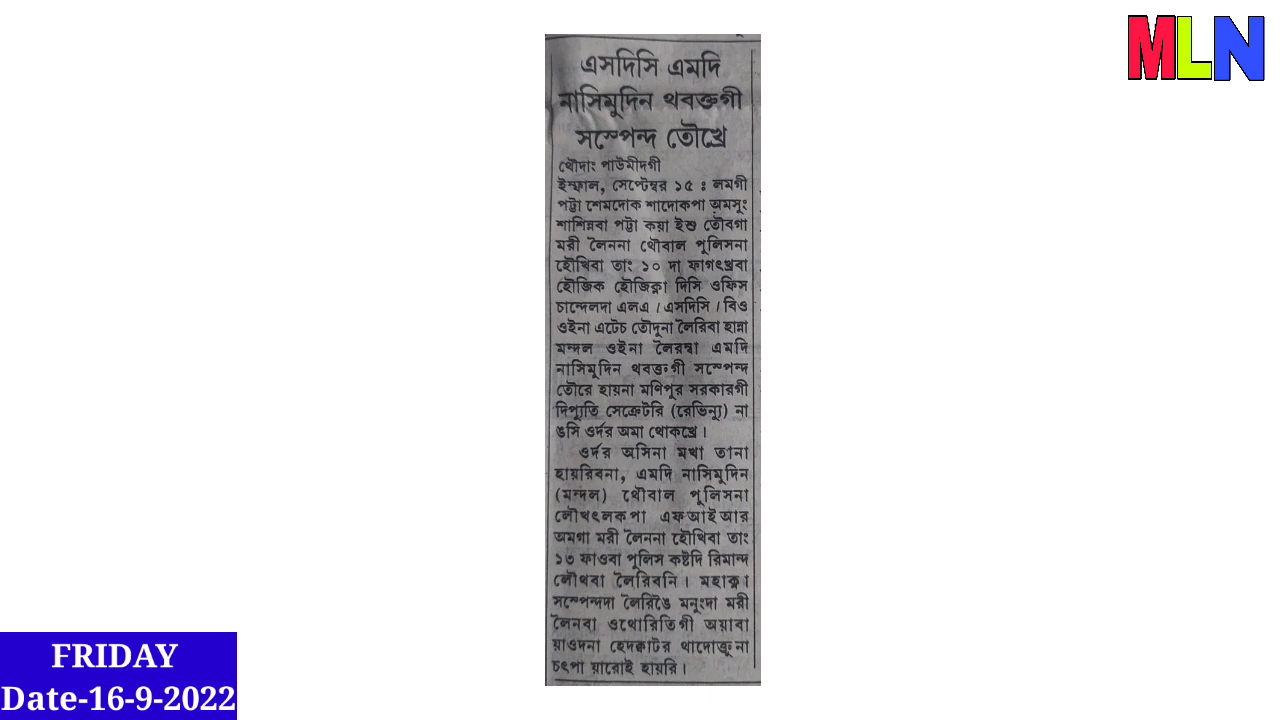 MLN
এসদিসি এমদি
নাসিমুদিন থবক্তগী
সস্পেন্দ তৌখ্রে
থৌদাং পাউমীদগী
ইম্ফাল, সেপ্টেম্বর ১৫ ঃ লমগী
পট্টা শেমদোক শাদোকপা অমসুং
শাশিন্নবা পট্টা কয়া ইশু তৌবগা
মরী লৈননা থৌবাল পুলিসনা
হৌখিবা তাং ১০ দা ফাগৎখ্রবা
হৌজিক হৌজিক্না দিসি ওফিস
চান্দেলদা এলএ / এসদিসি / বিও
ওইনা এটেচ তৌদুনা লৈরিবা হান্না
মন্দল ওইনা লৈরম্বা এমদি
নাসিমুদিন থবক্তগী সস্পেন্দ
তৌরে হায়না মণিপুর সরকারগী
দিপ্যুতি সেক্রেটরি (রেভিন্যু) না
ঙসি ওর্দর অমা থোকখ্রে ।
ওর্দর অসিনা মখা তানা
হায়রিবনা, এমদি নাসিমুদিন
(মন্দল) থৌবাল পুলিসনা
লৌথৎলকপা এফআইআর
অমগা মরী লৈননা হৌখিবা তাং
১৩ ফাওবা পুলিস কষ্টদি রিমান্দ
লৌথবা লৈরিবনি । মহাক্না
সস্পেন্দদা লৈরিঙৈ মনুংদা মরী
লৈনবা ওথোরিতিগী অয়াবা
য়াওদনা হেদক্বাটর থাদোক্তুনা
চৎপা য়ারোই হায়রি ।
FRIDAY
Date-16-9-2022